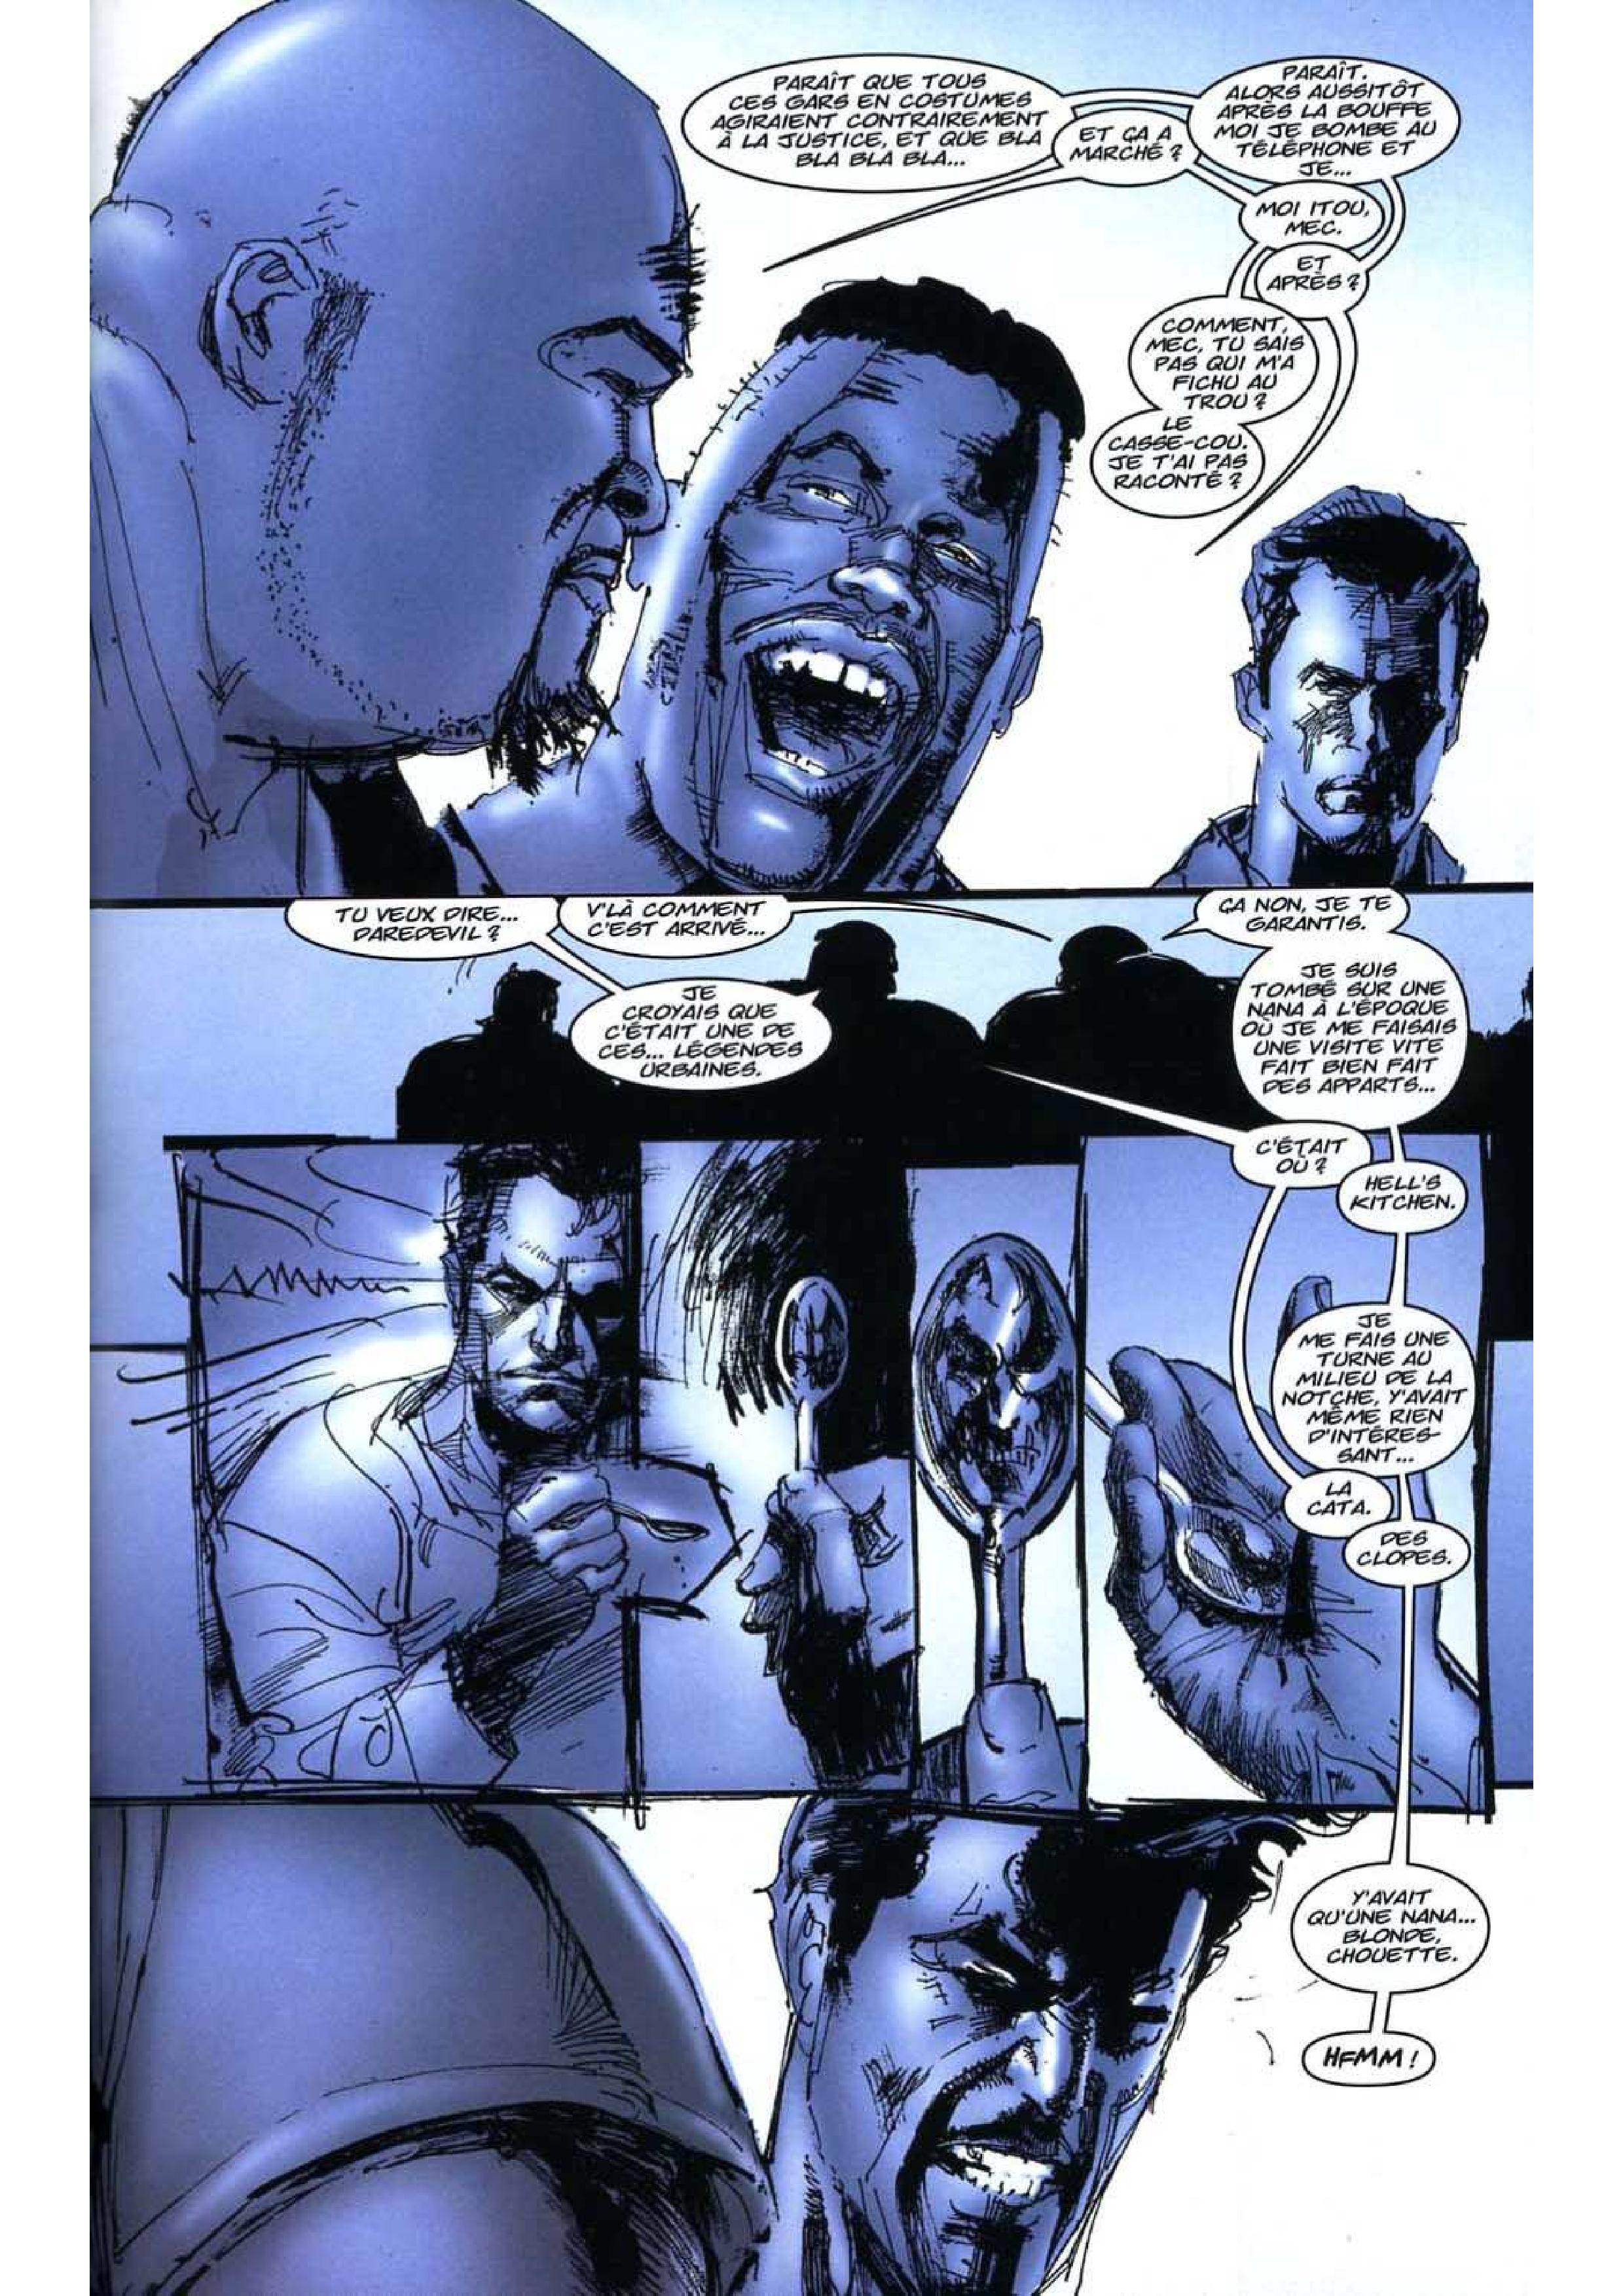 PARAÎT QUE TOUS
CES GARS EN COSTUMES
AGIRAIENT CONTRAIREMENT
À LA JUSTICE, ET QUE BLA
BLA BLA BLA...
ET ÇA A
MARCHÉ ?
PARAÎT.
ALORS AUSSITÔT
APRÈS LA BOUFFE
MOI JE BOMBE AU
TÉLÉPHONE ET
JE...
MOI ITOU,
MEC.
ET
APRÈS ?
COMMENT,
MEC, TU SAIS
PAS QUI M'A
FICHU AU
TROU ?
LE
CASSE-COU.
JE T'AI PAS
RACONTÉ ?
TU VEUX DIRE...
DAREDEVIL ?
V'LÀ COMMENT
C'EST ARRIVÉ...
JE
CROYAIS QUE
C'ÉTAIT UNE DE
CES... LÉGENDES
URBAINES.
ÇA NON, JE TE
GARANTIS.
JE SUIS
TOMBÉ SUR UNE
NANA À L'ÉPOQUE
OÙ JE ME FAISAIS
UNE VISITE VITE
FAIT BIEN FAIT
DES APPARTS...
C'ÉTAIT
OÙ ?
HELL'S
KITCHEN.
JE
ME FAIS UNE
TURNE AU
MILIEU DE LA
NOTCHE, Y'AVAIT
MÊME RIEN
D'INTÉRES-
SANT...
LA
CATA.
DES
CLOPES.
Y'AVAIT
QU'UNE NANA...
BLONDE,
CHOUETTE.
HFMM !